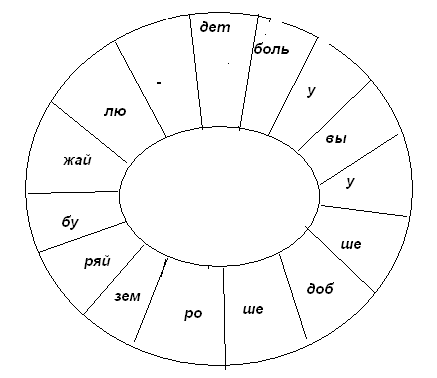 дет
боль
у
вы
у
ше
доб
ше
ро
зем
ряй
бу
жай
лю
-